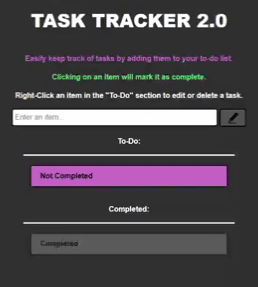 TASK TRACKER 2.0
Easily keep track of tasks by adding them to your to-do list.
Clicking on an item will mark it as complete.
Right-Click an item in the "To-Do" section to edit or delete a task.
Enter an item..
To-Do:
Not Completed
Completed:
Completed